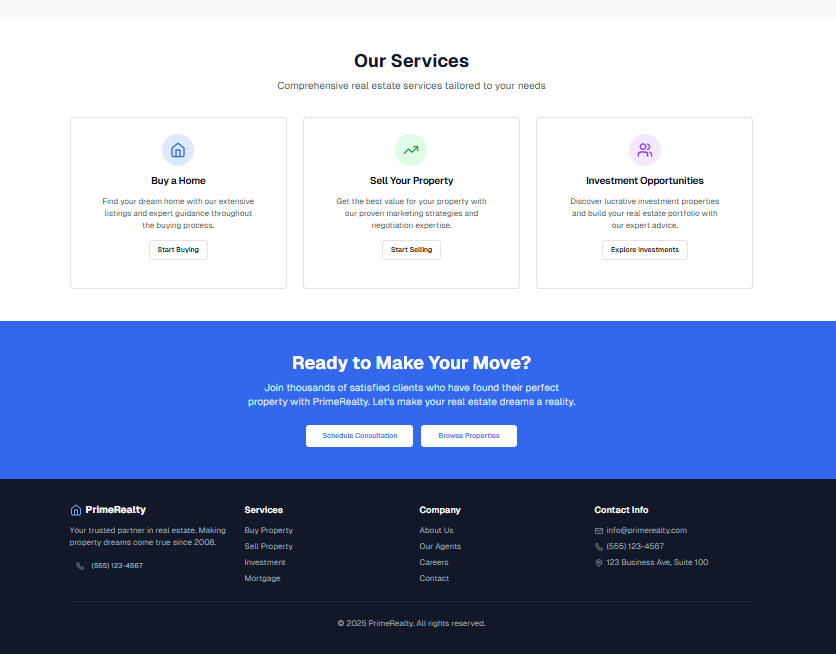 Our Services
Comprehensive real estate services tailored to your needs
Buy a Home
Find your dream home with our extensive
listings and expert guidance throughout
the buying process.
Start Buying
Sell Your Property
Get the best value for your property with
our proven marketing strategies and
negotiation expertise.
Start Selling
Investment Opportunities
Discover lucrative investment properties
and build your real estate portfolio with
our expert advice.
Explore Investments
Ready to Make Your Move?
Join thousands of satisfied clients who have found their perfect
property with PrimeRealty. Let's make your real estate dreams a reality.
Schedule Consultation
Browse Properties
PrimeRealty
Your trusted partner in real estate. Making
property dreams come true since 2008.
(555) 123-4567
Services
Buy Property
Sell Property
Investment
Mortgage
Company
About Us
Our Agents
Careers
Contact
Contact Info
info@primerealty.com
(555) 123-4567
123 Business Ave, Suite 100
© 2025 PrimeRealty. All rights reserved.